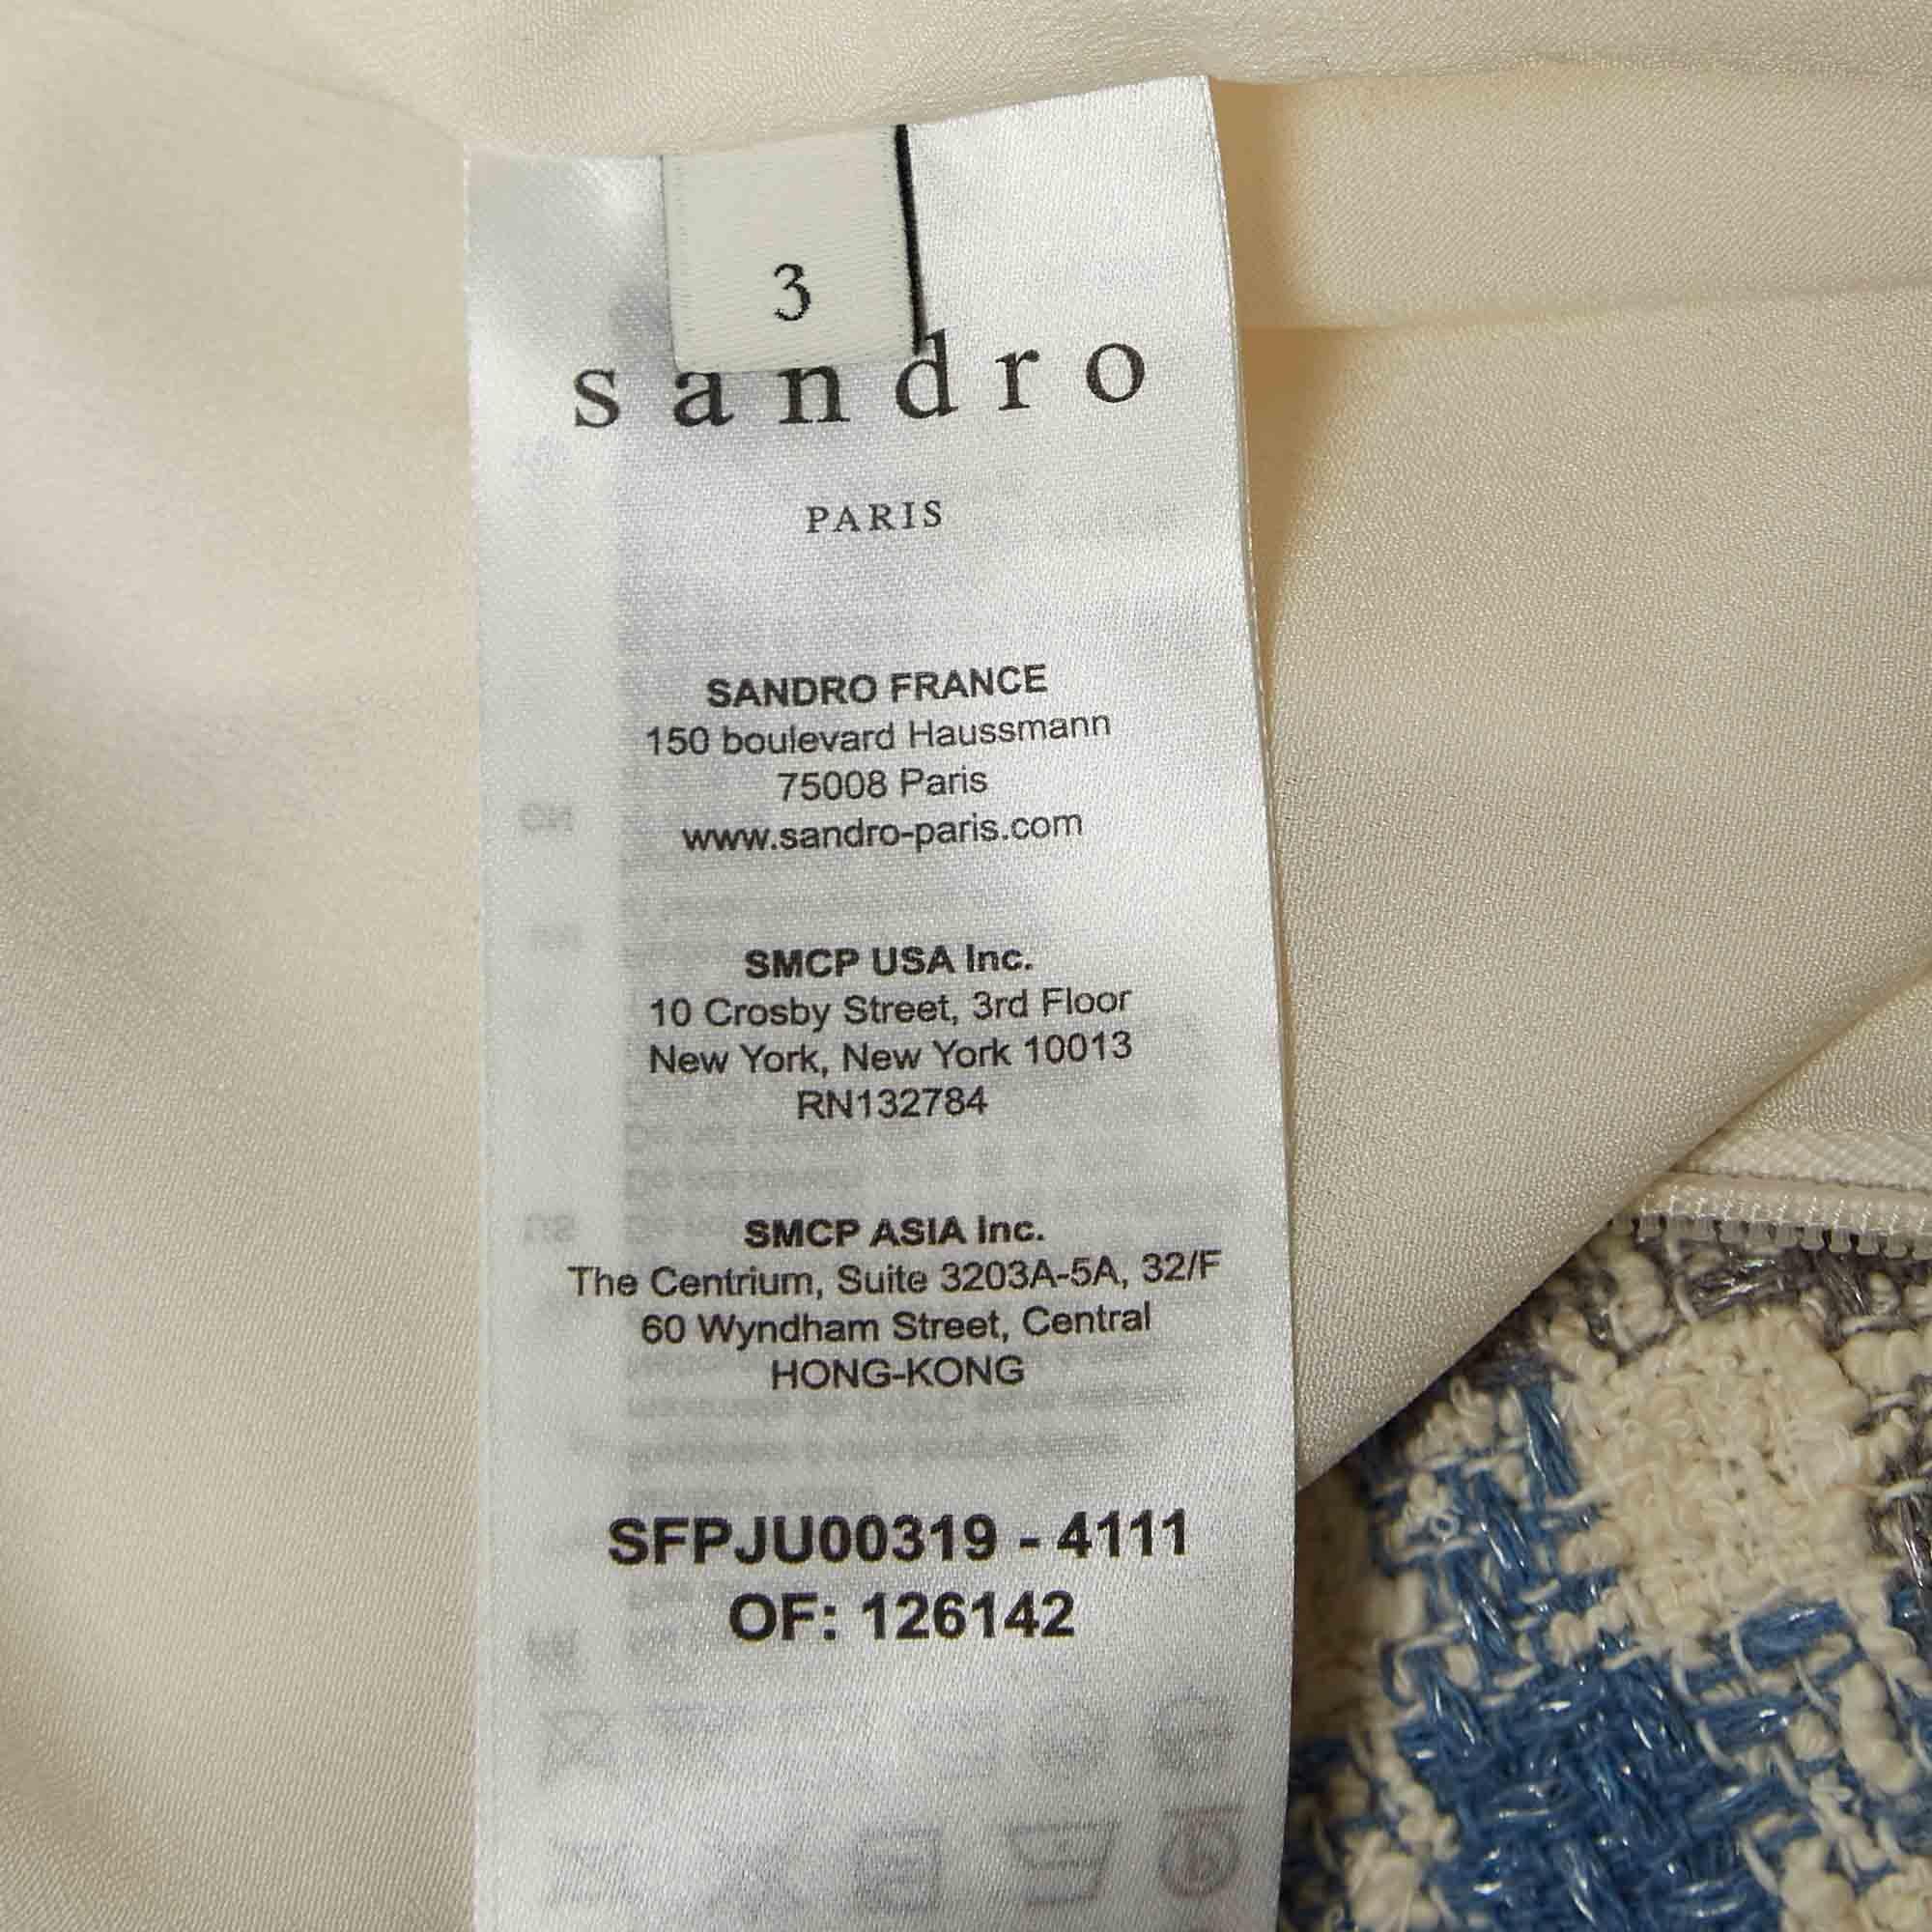 3
sandro
PARIS
SANDRO FRANCE
150 boulevard Haussmann
75008 Paris
www.sandro-paris.com
SMCP USA Inc.
10 Crosby Street, 3rd Floor
New York, New York 10013
RN132784
SMCP ASIA Inc.
The Centrium, Suite 3203A-5A, 32/F
60 Wyndham Street, Central
HONG-KONG
SFPJU00319 - 4111
OF: 126142